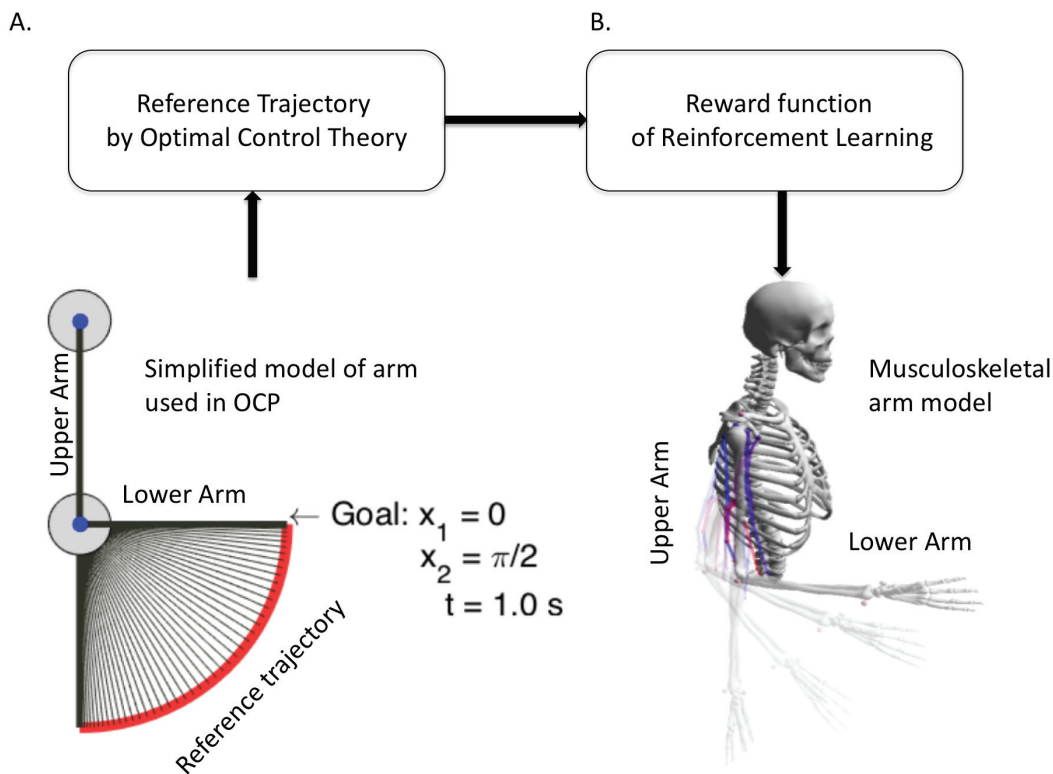 A.
Reference Trajectory
by Optimal Control Theory
Upper Arm
Simplified model of arm
used in OCP
Lower Arm
← Goal: x₁ = 0
x₂ = π/2
t = 1.0 s
Reference trajectory
B.
Reward function
of Reinforcement Learning
Musculoskeletal
arm model
Upper Arm
Lower Arm